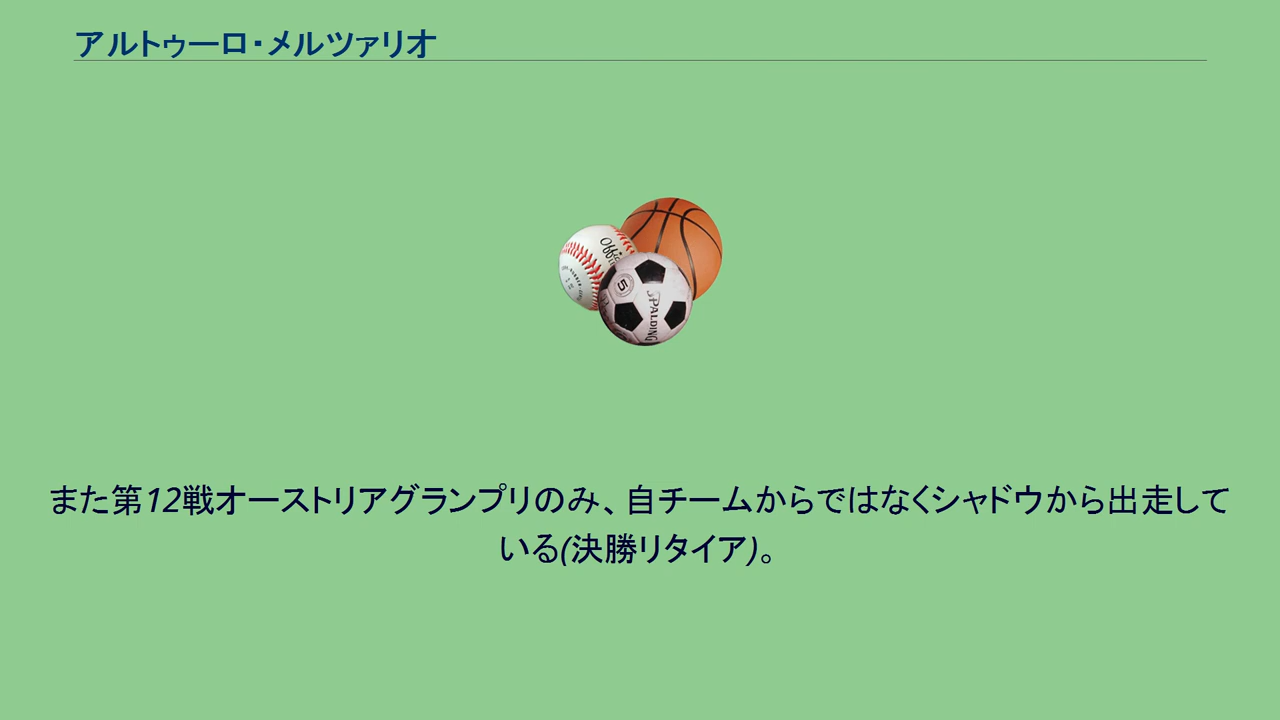 アルトゥーロ・メルツァリオ
Offici
5
SPALDING
また第12戦オーストリアグランプリのみ、自チームからではなくシャドウから出走して
いる(決勝リタイア)。